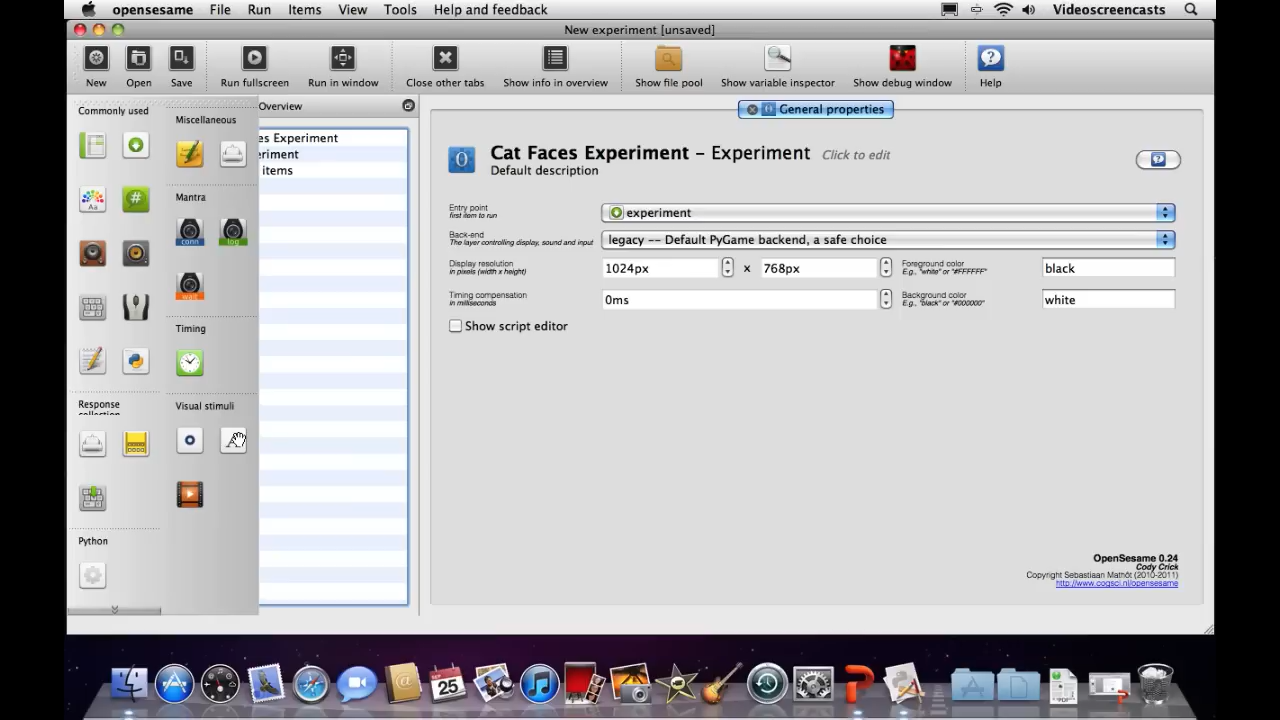 opensesame File Run Items View Tools Help and feedback Videoscreencasts
New experiment [unsaved]
New Open Save Run fullscreen Run in window Close other tabs Show info in overview Show file pool Show variable inspector Show debug window Help
Commonly used
Miscellaneous
Mantra
conn log
wait
Timing
Response
Visual stimuli
Python
Overview
es Experiment
eriment
items
General properties
Cat Faces Experiment – Experiment Click to edit
Default description
Entry point
first item to run
experiment
Back-end
The layer controlling display, sound and input
legacy -- Default PyGame backend, a safe choice
Display resolution
in pixels (width x height)
1024px x 768px
Foreground color
E.g., "white" or "#FFFFFF"
black
Timing compensation
in milliseconds
0ms
Background color
E.g., "black" or "#000000"
white
Show script editor
OpenSesame 0.24
Cody Crick
Copyright Sebastiaan Mathôt (2010-2011)
http://www.cogsci.nl/opensesame
25